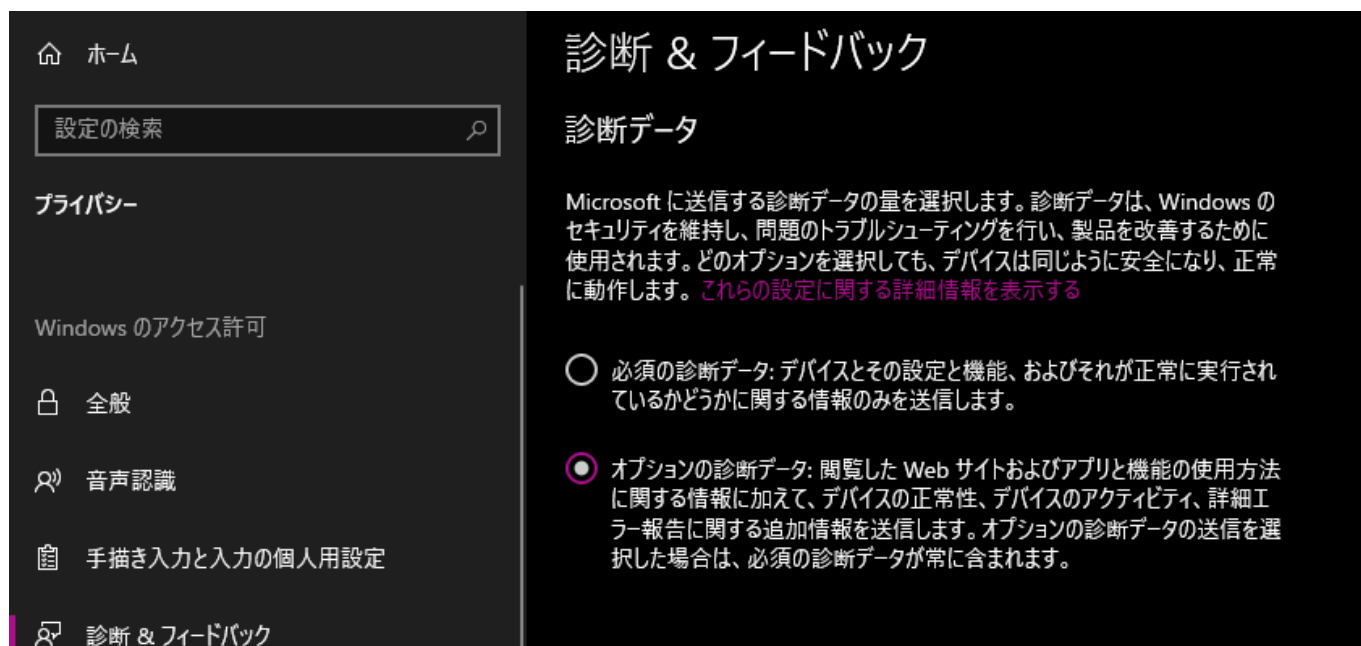 ホーム
設定の検索
プライバシー
Windows のアクセス許可
全般
音声認識
手描き入力と入力の個人用設定
診断 & フィードバック
診断 & フィードバック
診断データ
Microsoft に送信する診断データの量を選択します。診断データは、Windows の
セキュリティを維持し、問題のトラブルシューティングを行い、製品を改善するために
使用されます。どのオプションを選択しても、デバイスは同じように安全になり、正常
に動作します。これらの設定に関する詳細情報を表示する
必須の診断データ: デバイスとその設定と機能、およびそれが正常に実行され
ているかどうかに関する情報のみを送信します。
オプションの診断データ: 閲覧した Web サイトおよびアプリと機能の使用方法
に関する情報に加えて、デバイスの正常性、デバイスのアクティビティ、詳細エ
ラー報告に関する追加情報を送信します。オプションの診断データの送信を選
択した場合は、必須の診断データが常に含まれます。